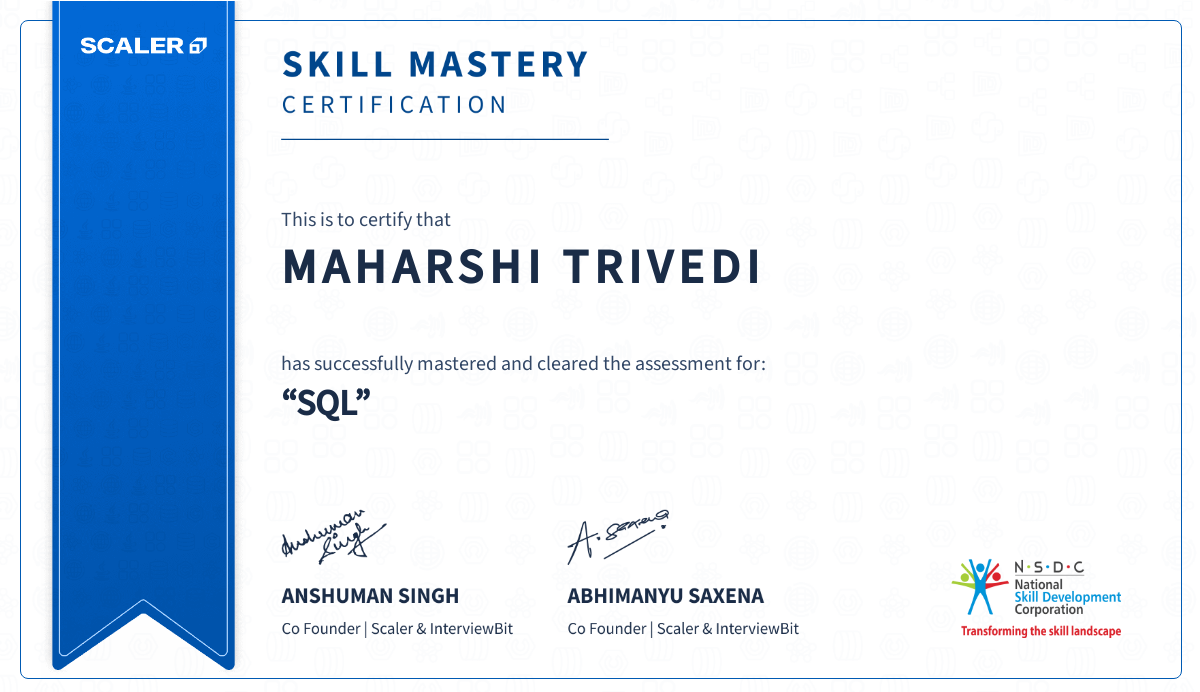 SCALER
SKILL MASTERY
CERTIFICATION
This is to certify that
MAHARSHI TRIVEDI
has successfully mastered and cleared the assessment for:
“SQL”
Anshuman Singh
A. Saxena
ANSHUMAN SINGH
Co Founder | Scaler & InterviewBit
ABHIMANYU SAXENA
Co Founder | Scaler & InterviewBit
N·S·D·C
National
Skill Development
Corporation
Transforming the skill landscape